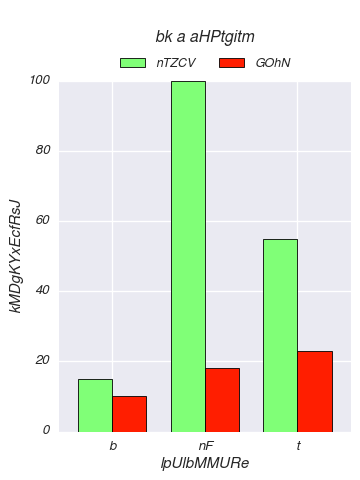 bk a aHPtgitm
nTZCV GOhN
100
80
60
40
20
0
kMDgKYxEcfRsJ
b nF t
lpUlbMMURe